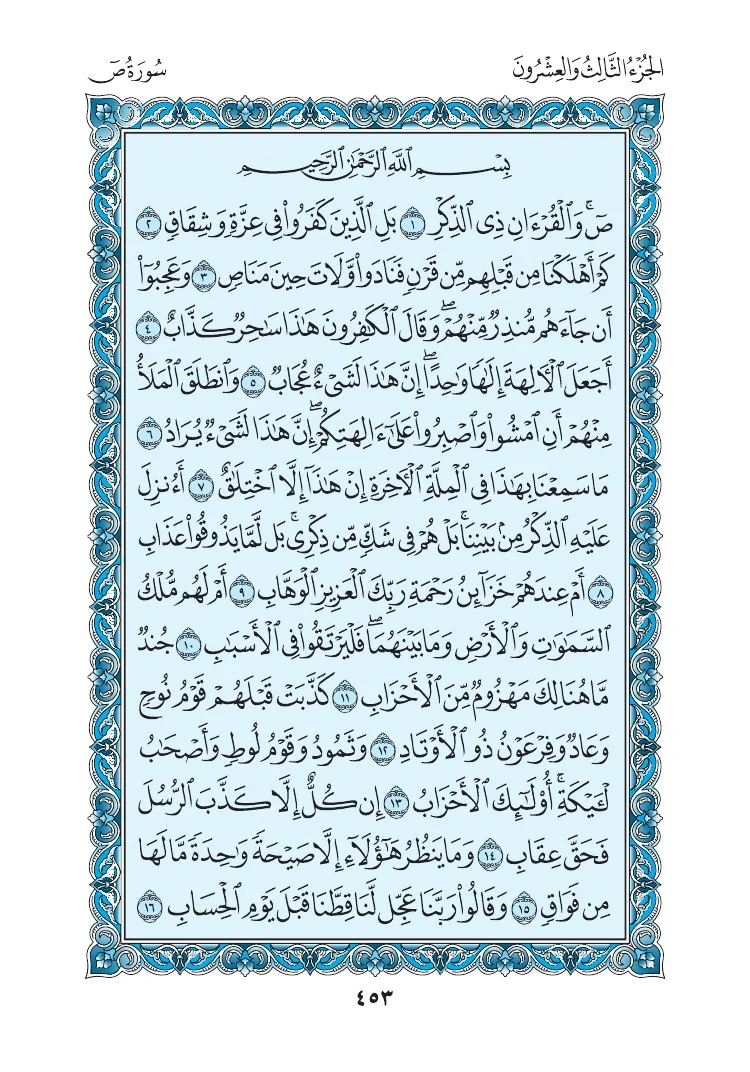 الجُزْءُ الثَّالِثُ وَالعِشْرُونَ
سُورَةُ صٓ
بِسْمِ ٱللَّهِ ٱلرَّحْمَٰنِ ٱلرَّحِيمِ
صٓۚ وَٱلْقُرْءَانِ ذِى ٱلذِّكْرِ ١ بَلِ ٱلَّذِينَ كَفَرُوا۟ فِى عِزَّةٍ وَشِقَاقٍ ٢
كَمْ أَهْلَكْنَا مِن قَبْلِهِم مِّن قَرْنٍ فَنَادَوا۟ وَّلَاتَ حِينَ مَنَاصٍ ٣ وَعَجِبُوٓا۟
أَن جَآءَهُم مُّنذِرٌ مِّنْهُمْۖ وَقَالَ ٱلْكَٰفِرُونَ هَٰذَا سَٰحِرٌ كَذَّابٌ ٤
أَجَعَلَ ٱلْءَالِهَةَ إِلَٰهًا وَٰحِدًاۖ إِنَّ هَٰذَا لَشَىْءٌ عُجَابٌ ٥ وَٱنطَلَقَ ٱلْمَلَأُ
مِنْهُمْ أَنِ ٱمْشُوا۟ وَٱصْبِرُوا۟ عَلَىٰٓ ءَالِهَتِكُمْۖ إِنَّ هَٰذَا لَشَىْءٌ يُرَادُ ٦
مَا سَمِعْنَا بِهَٰذَا فِى ٱلْمِلَّةِ ٱلْءَاخِرَةِ إِنْ هَٰذَآ إِلَّا ٱخْتِلَٰقٌ ٧ أَءُنزِلَ
عَلَيْهِ ٱلذِّكْرُ مِنۢ بَيْنِنَاۚ بَلْ هُمْ فِى شَكٍّ مِّن ذِكْرِىۚ بَل لَّمَّا يَذُوقُوا۟ عَذَابِ
٨ أَمْ عِندَهُمْ خَزَآئِنُ رَحْمَةِ رَبِّكَ ٱلْعَزِيزِ ٱلْوَهَّابِ ٩ أَمْ لَهُم مُّلْكُ
ٱلسَّمَٰوَٰتِ وَٱلْأَرْضِ وَمَا بَيْنَهُمَاۖ فَلْيَرْتَقُوا۟ فِى ٱلْأَسْبَٰبِ ١٠ جُندٌ
مَّا هُنَالِكَ مَهْزُومٌ مِّنَ ٱلْأَحْزَابِ ١١ كَذَّبَتْ قَبْلَهُمْ قَوْمُ نُوحٍ
وَعَادٌ وَفِرْعَوْنُ ذُو ٱلْأَوْتَادِ ١٢ وَثَمُودُ وَقَوْمُ لُوطٍ وَأَصْحَٰبُ
لْـَٔيْكَةِۚ أُو۟لَٰٓئِكَ ٱلْأَحْزَابُ ١٣ إِن كُلٌّ إِلَّا كَذَّبَ ٱلرُّسُلَ
فَحَقَّ عِقَابِ ١٤ وَمَا يَنظُرُ هَٰٓؤُلَآءِ إِلَّا صَيْحَةً وَٰحِدَةً مَّا لَهَا
مِن فَوَاقٍ ١٥ وَقَالُوا۟ رَبَّنَا عَجِّل لَّنَا قِطَّنَا قَبْلَ يَوْمِ ٱلْحِسَابِ ١٦
٤٥٣